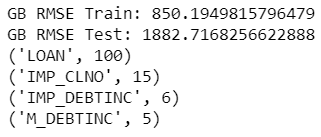 GB RMSE Train: 850.1949815796479
GB RMSE Test: 1882.7168256622888
('LOAN', 100)
('IMP_CLNO', 15)
('IMP_DEBTINC', 6)
('M_DEBTINC', 5)